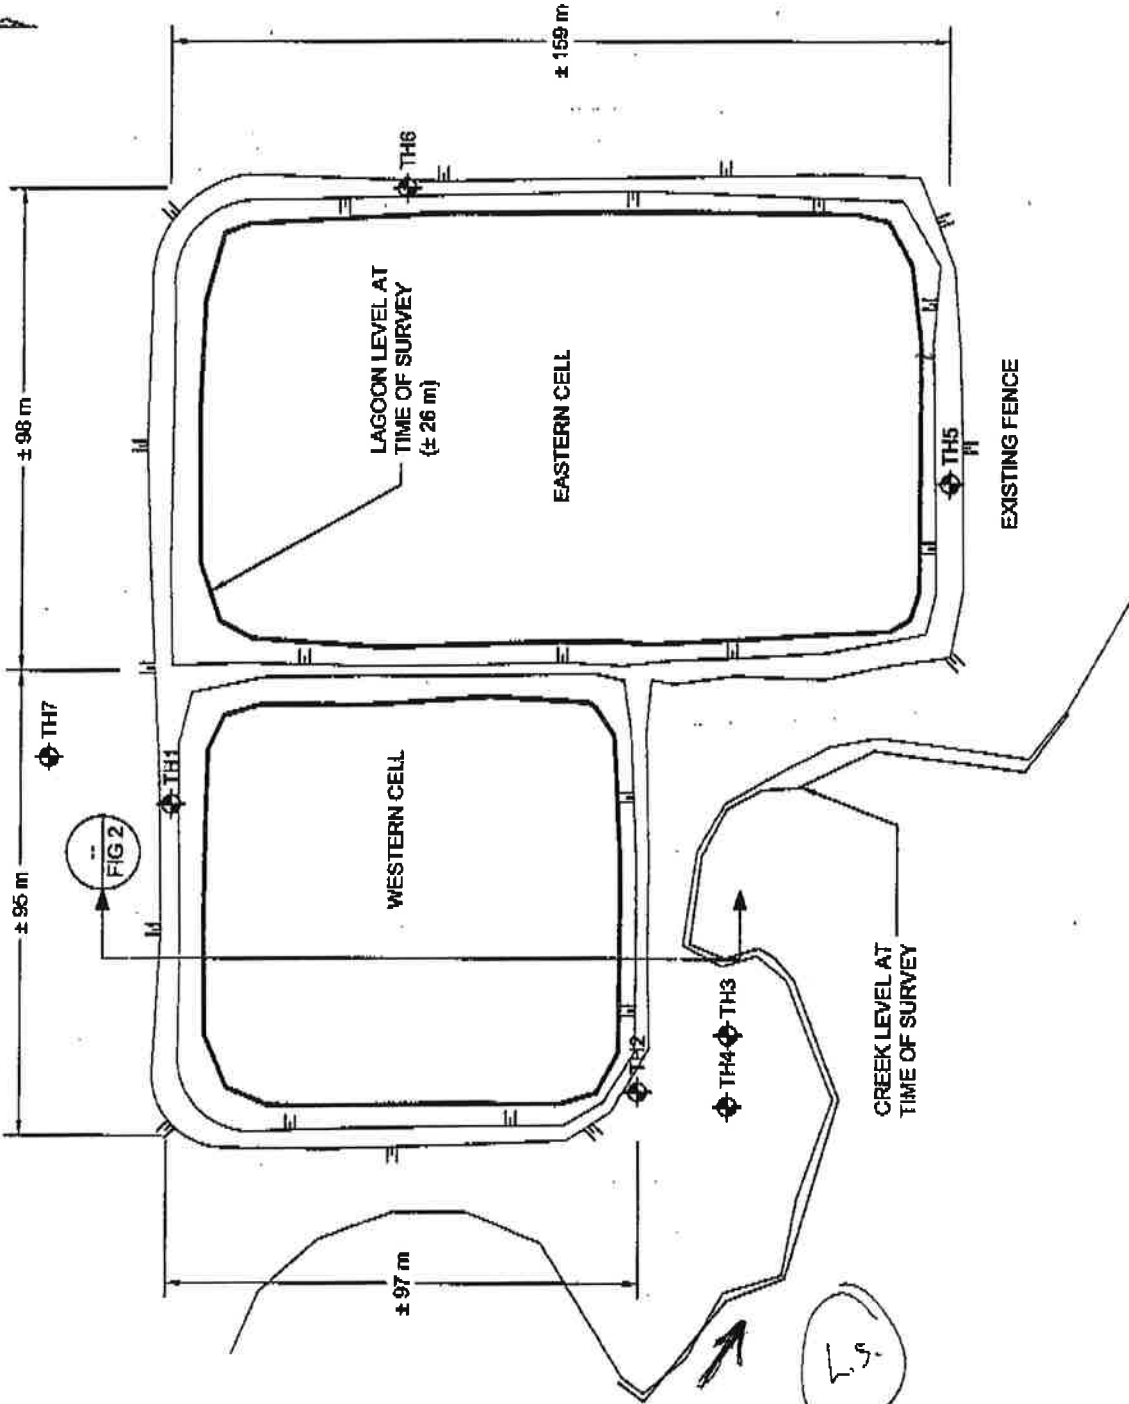 ± 98 m
± 159 m
± 95 m
± 97 m
TH7
TH1
TH6
--
FIG 2
LAGOON LEVEL AT
TIME OF SURVEY
(± 26 m)
WESTERN CELL
EASTERN CELL
TH2
TH4
TH3
TH5
EXISTING FENCE
CREEK LEVEL AT
TIME OF SURVEY
L.S.